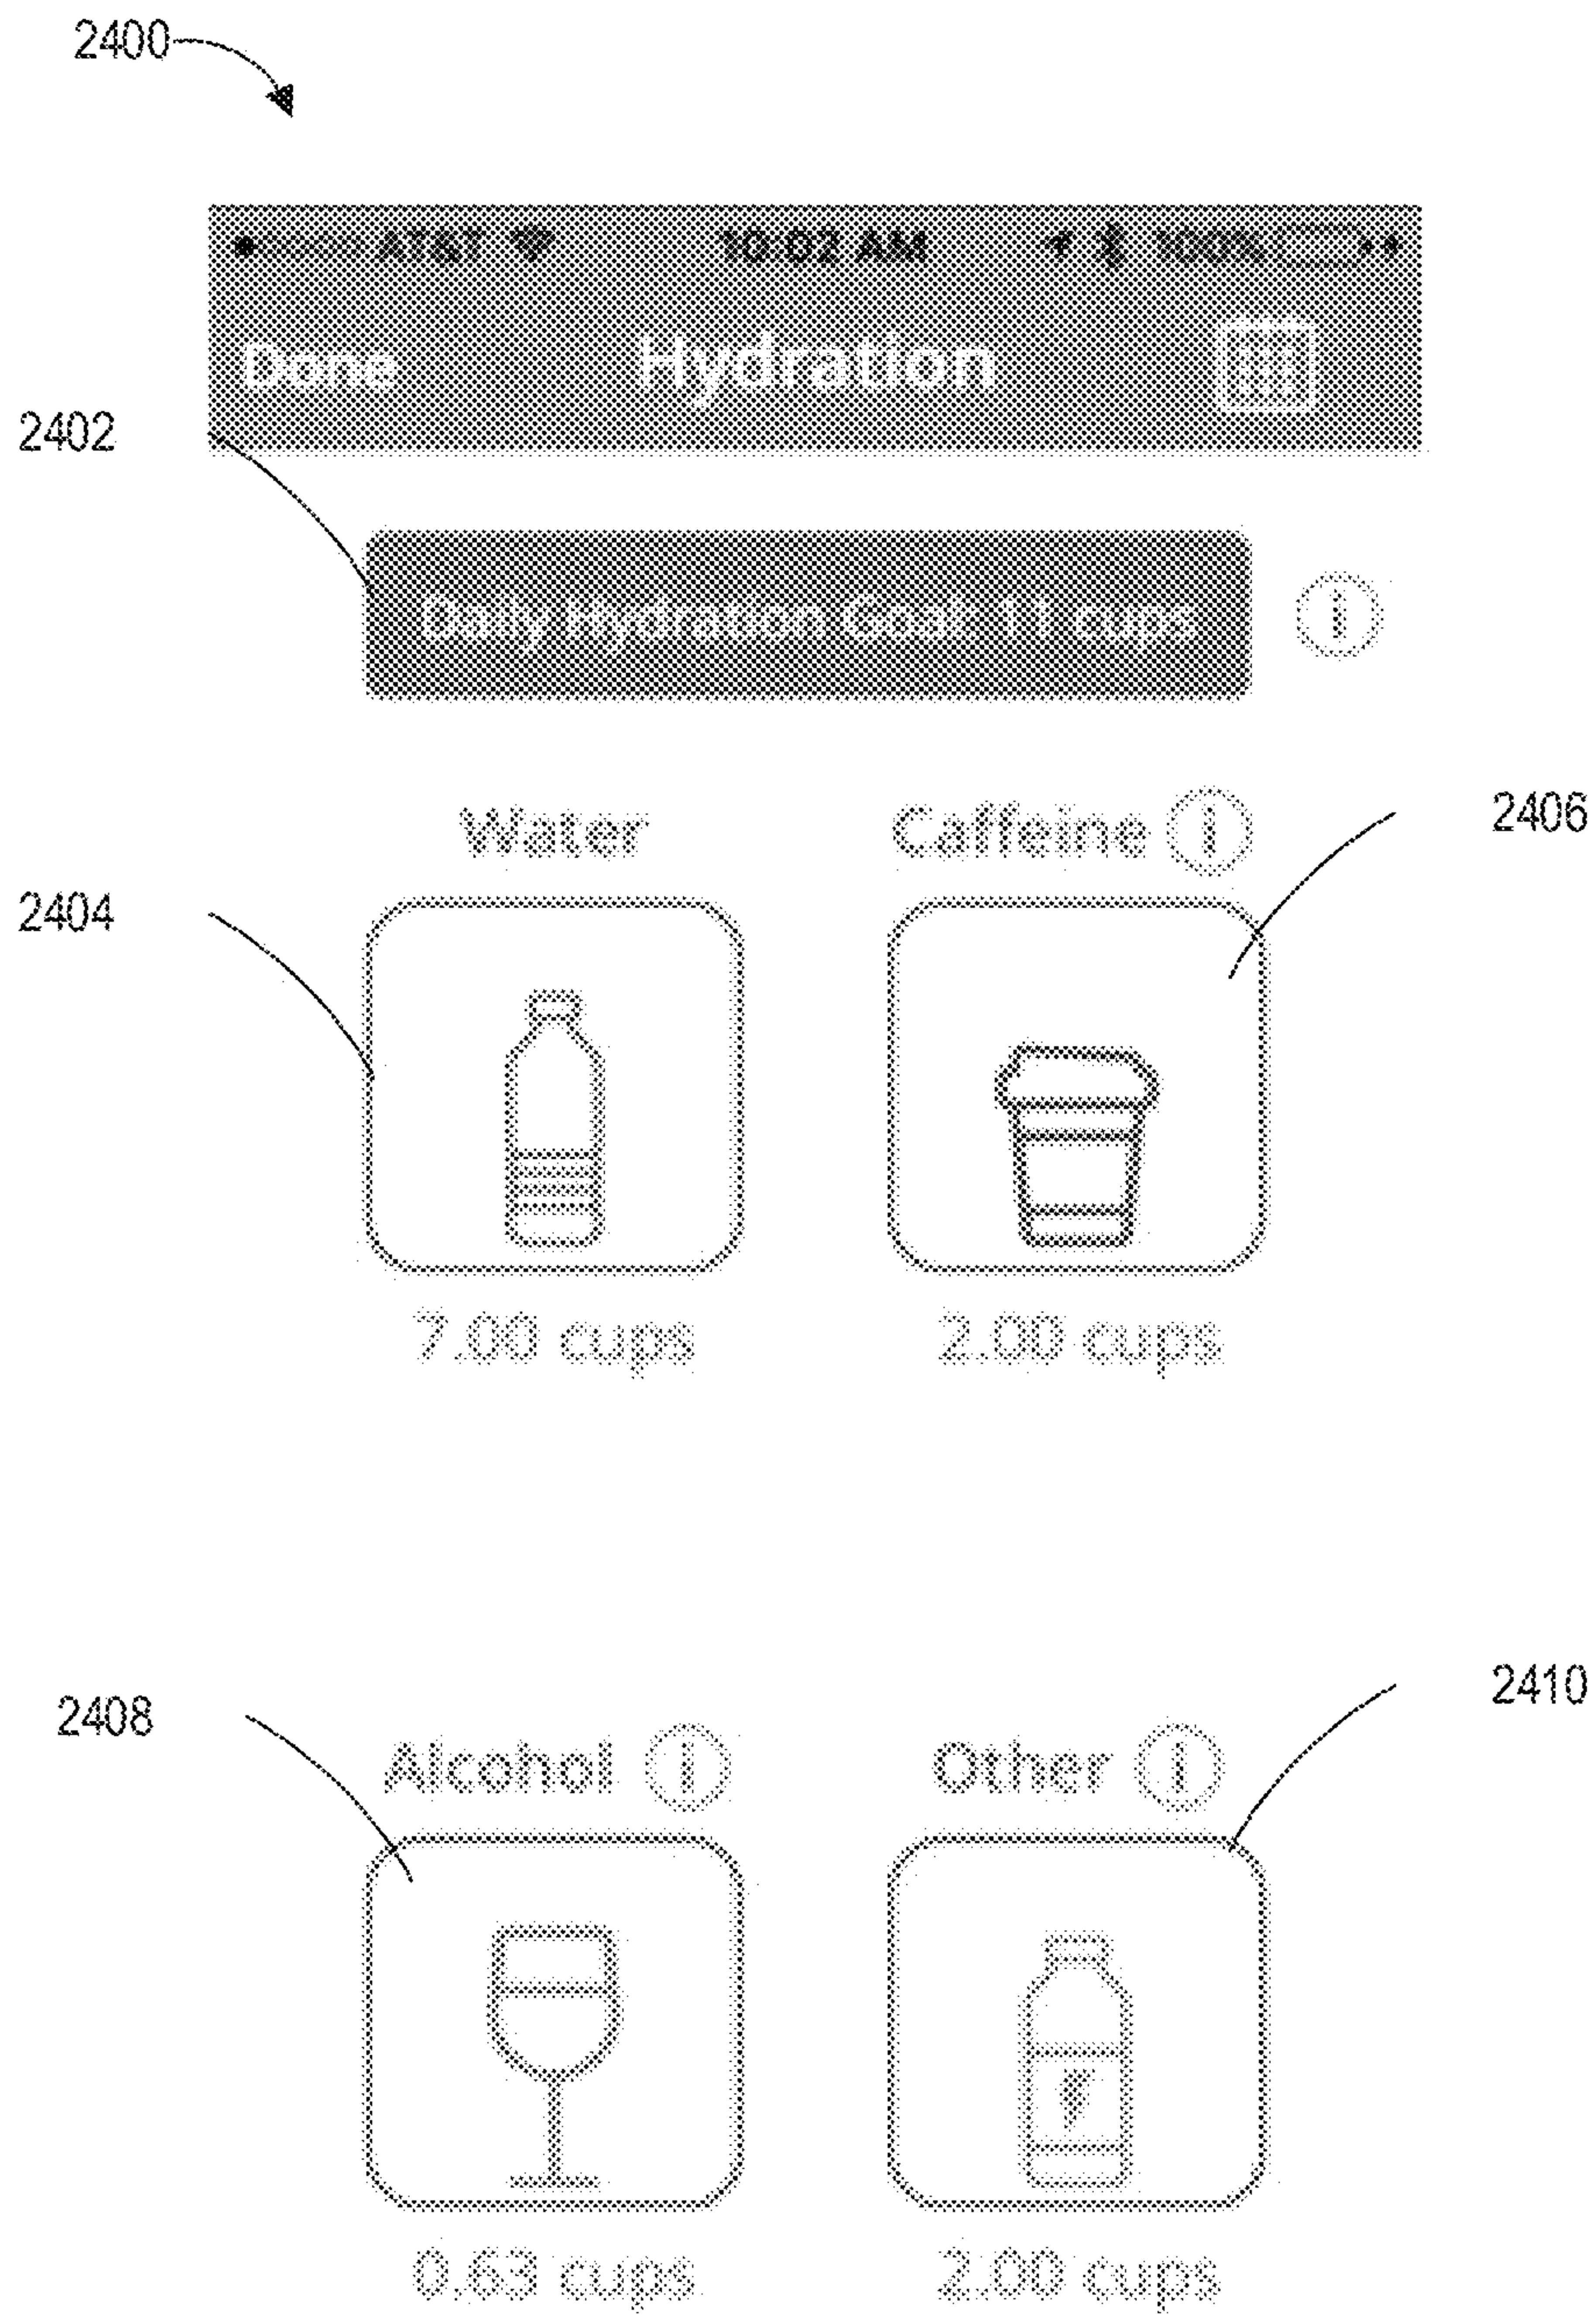 2400
AT&T 10:02 AM 100%
Done Hydration
2402
Daily Hydration Goal: 11 cups i
Water Caffeine i
2406
2404
7.00 cups 2.00 cups
2410
2408
Alcohol i Other i
0.63 cups 2.00 cups